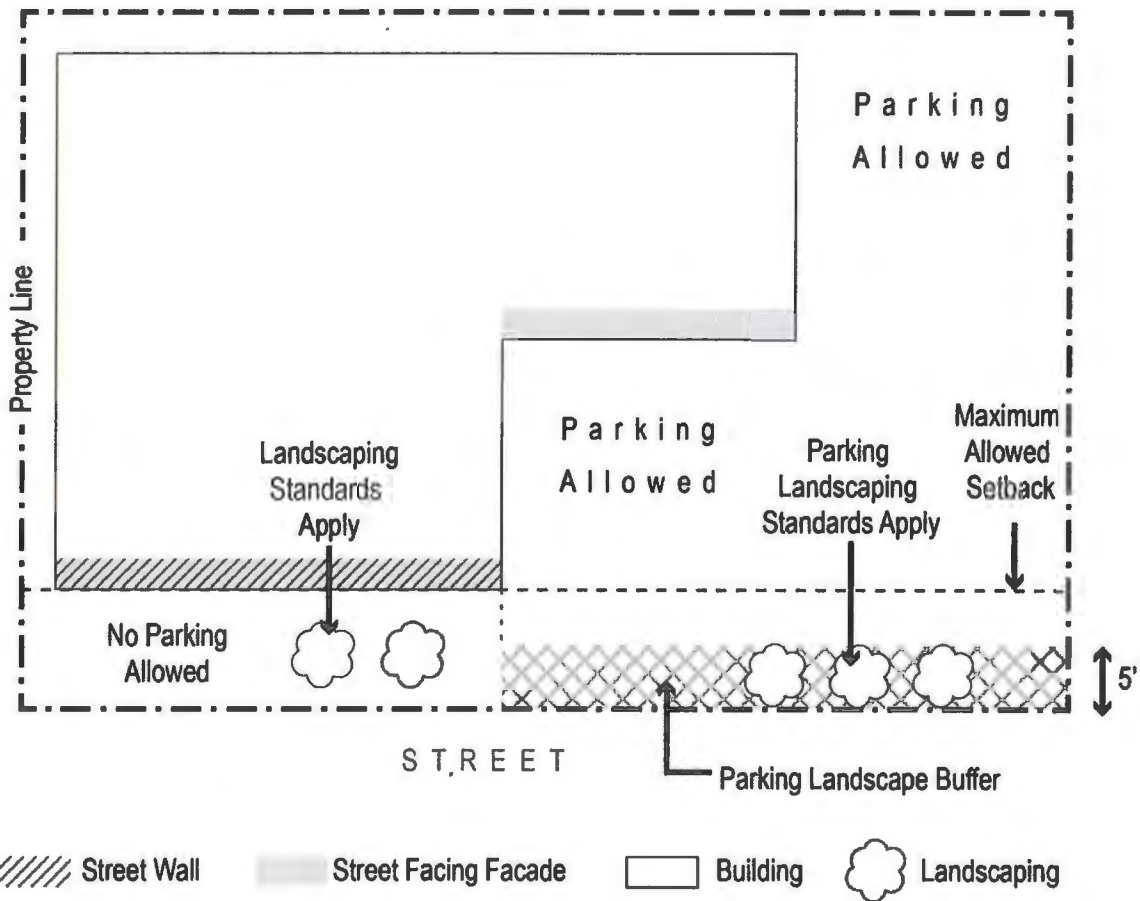 Parking
Allowed
Property Line
Landscaping
Standards
Apply
Parking
Allowed
Parking
Landscaping
Standards Apply
Maximum
Allowed
Setback
No Parking
Allowed
5'
STREET
Parking Landscape Buffer
Street Wall
Street Facing Facade
Building
Landscaping